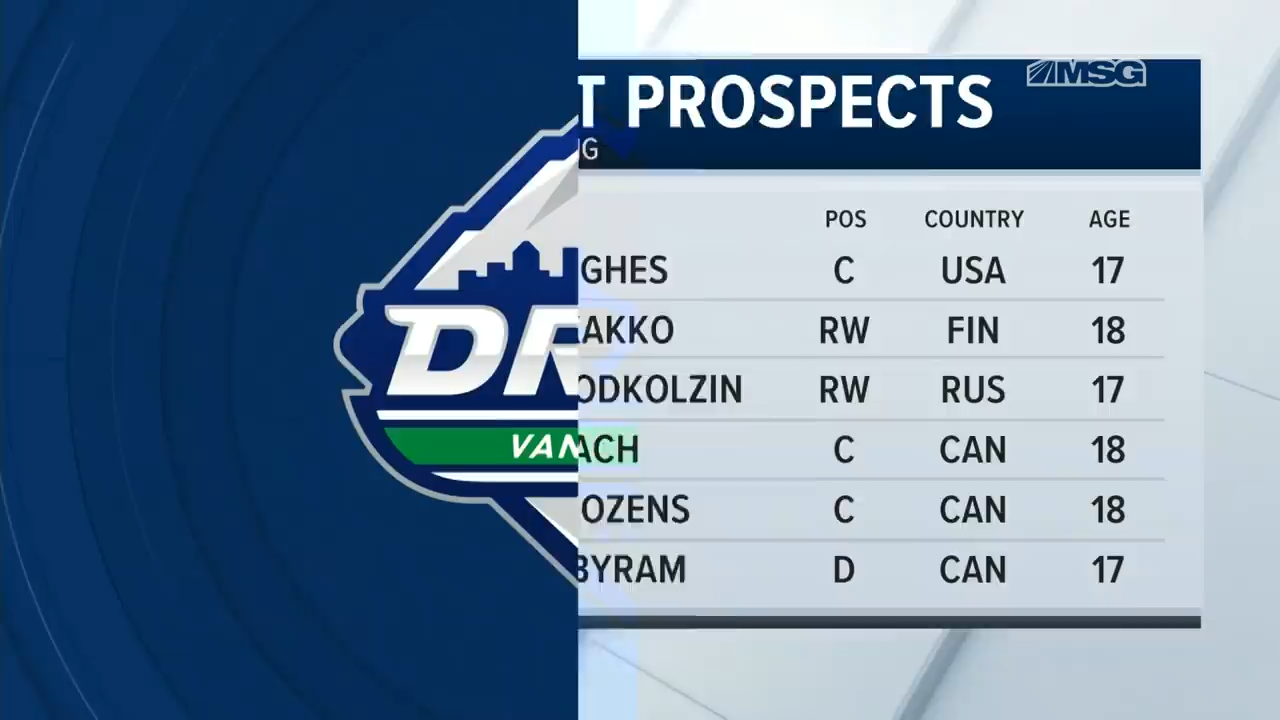 MSG
T PROSPECTS
G
POS COUNTRY AGE
GHES C USA 17
AKKO RW FIN 18
ODKOLZIN RW RUS 17
ACH C CAN 18
OZENS C CAN 18
BYRAM D CAN 17
DR
VAN